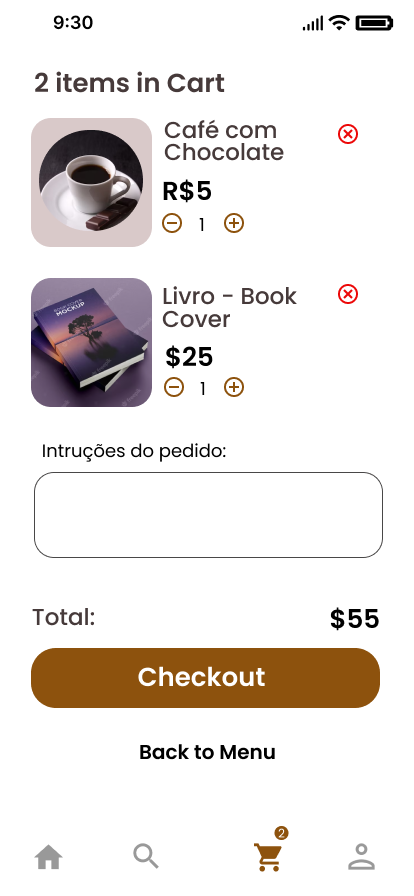 9:30
2 items in Cart
Café com
Chocolate
R$5
1
MOCKUP
Livro - Book
Cover
$25
1
Intruções do pedido:
Total:
$55
Checkout
Back to Menu
2